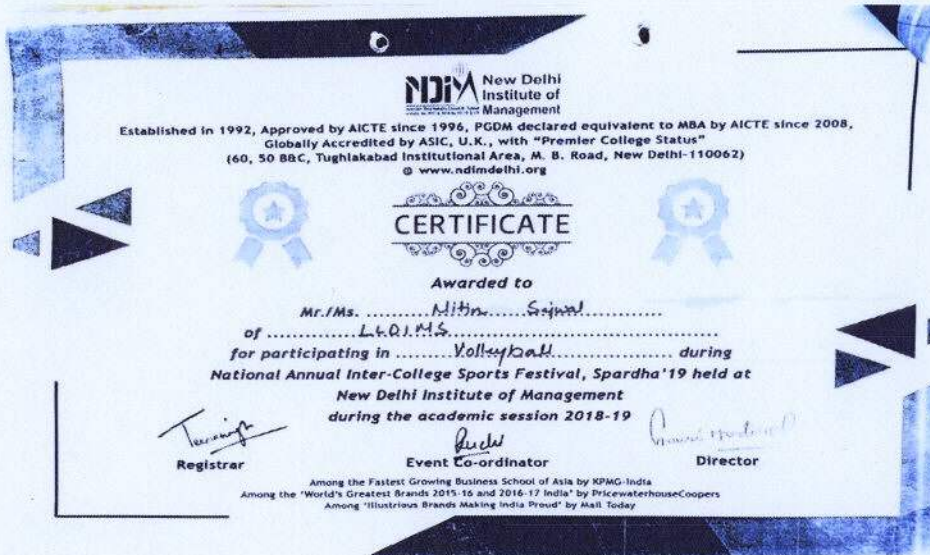 NDiM New Delhi
Institute of
Management
Established in 1992, Approved by AICTE since 1996, PGDM declared equivalent to MBA by AICTE since 2008,
Globally Accredited by ASIC, U.K., with "Premier College Status"
(60, 50 B&C, Tughlakabad Institutional Area, M. B. Road, New Delhi-110062)
@ www.ndimdelhi.org
CERTIFICATE
Awarded to
Mr./Ms. Nitin Sejwal
of LLDIMS
for participating in Volleyball during
National Annual Inter-College Sports Festival, Spardha'19 held at
New Delhi Institute of Management
during the academic session 2018-19
Registrar
Event Co-ordinator
Director
Among the Fastest Growing Business School of Asia by KPMG-India
Among the "World's Greatest Brands 2015-16 and 2016-17 India" by PricewaterhouseCoopers
Among "Illustrious Brands Making India Proud" by Mail Today